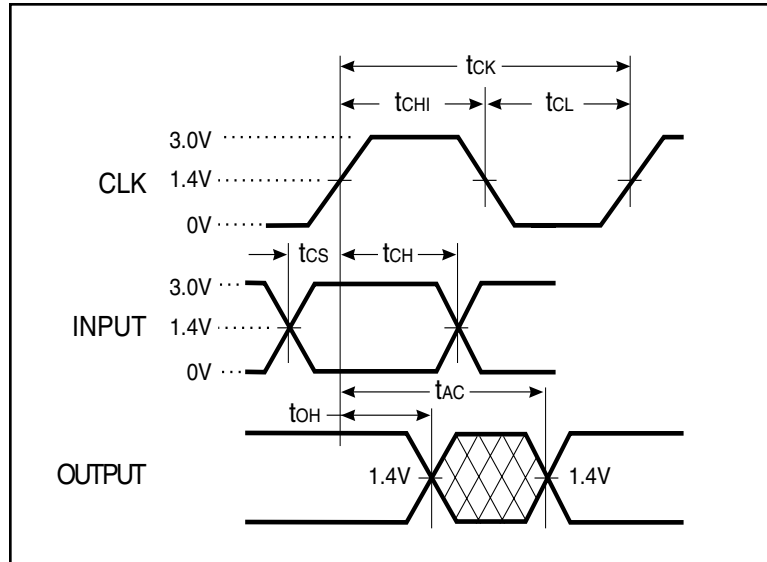 tCK
tCHI tCL
3.0V
CLK 1.4V
0V
tCS tCH
3.0V
INPUT 1.4V
0V
tAC
tOH
OUTPUT 1.4V 1.4V